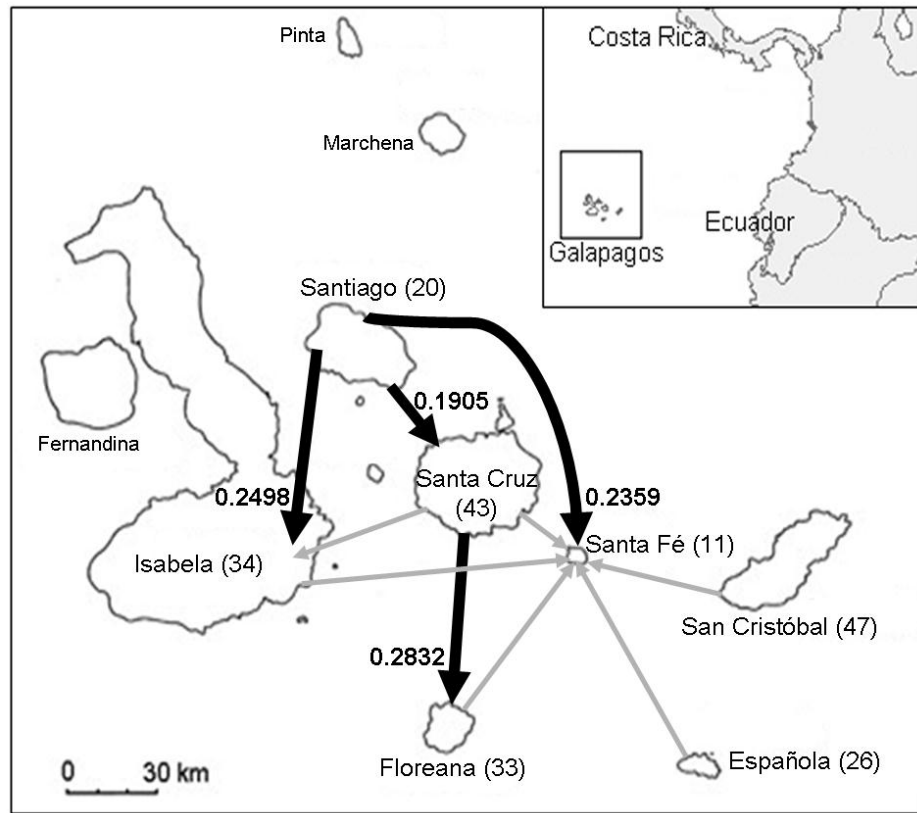 Pinta
Costa Rica
Marchena
Ecuador
Galapagos
Santiago (20)
0.1905
Fernandina
Santa Cruz
(43)
0.2498
0.2359
Isabela (34)
Santa Fé (11)
San Cristóbal (47)
0.2832
Floreana (33)
Española (26)
0 30 km